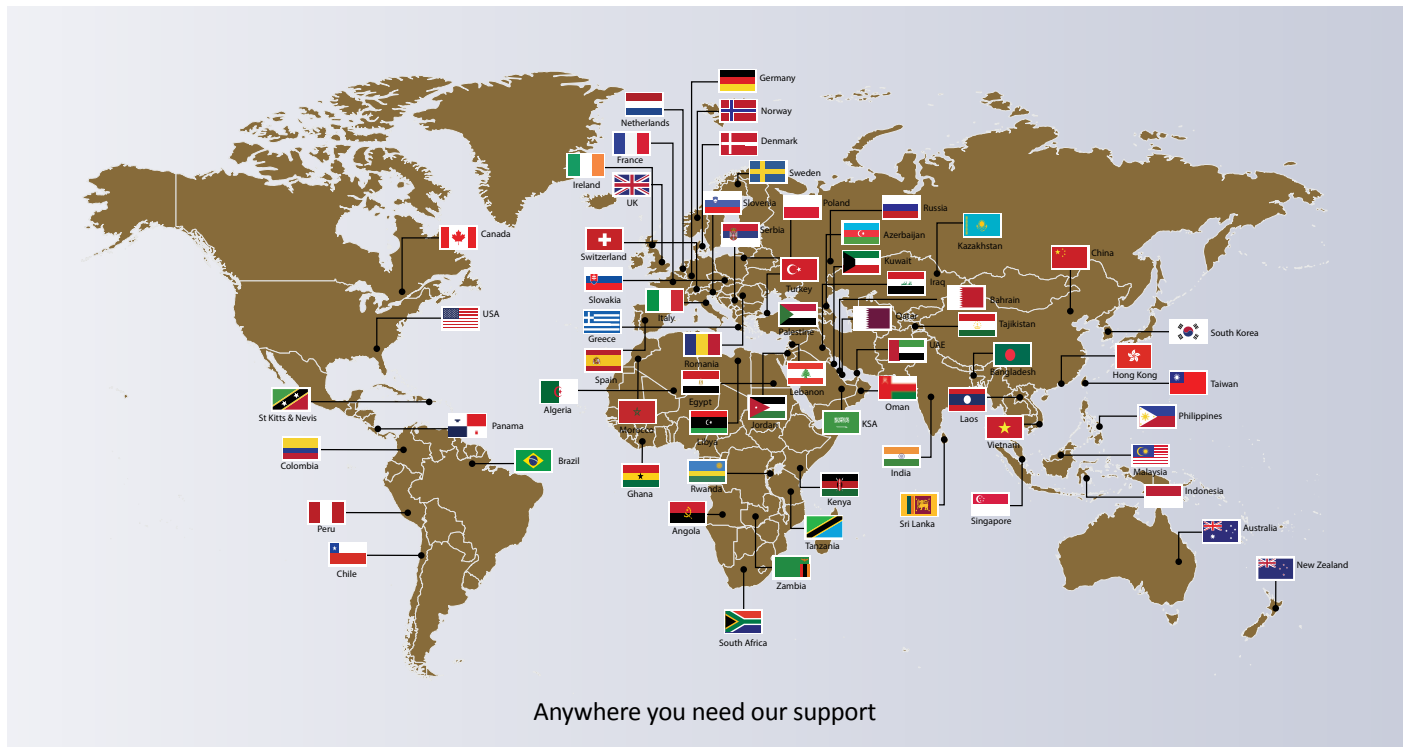 Germany
Netherlands
Norway
France
Denmark
Ireland
Sweden
UK
Slovenia
Poland
Russia
Canada
Serbia
Azerbaijan
Kazakhstan
Switzerland
Kuwait
China
Slovakia
Turkey
Iraq
Bahrain
USA
Italy
Qatar
Greece
Palestine
Tajikistan
South Korea
UAE
Romania
Bangladesh
Hong Kong
Spain
Taiwan
Algeria
Egypt
Lebanon
Oman
St Kitts & Nevis
Panama
Morocco
Libya
Jordan
KSA
Laos
Philippines
Vietnam
Colombia
Brazil
India
Malaysia
Ghana
Rwanda
Kenya
Indonesia
Peru
Angola
Sri Lanka
Singapore
Australia
Tanzania
Chile
Zambia
New Zealand
South Africa
Anywhere you need our support